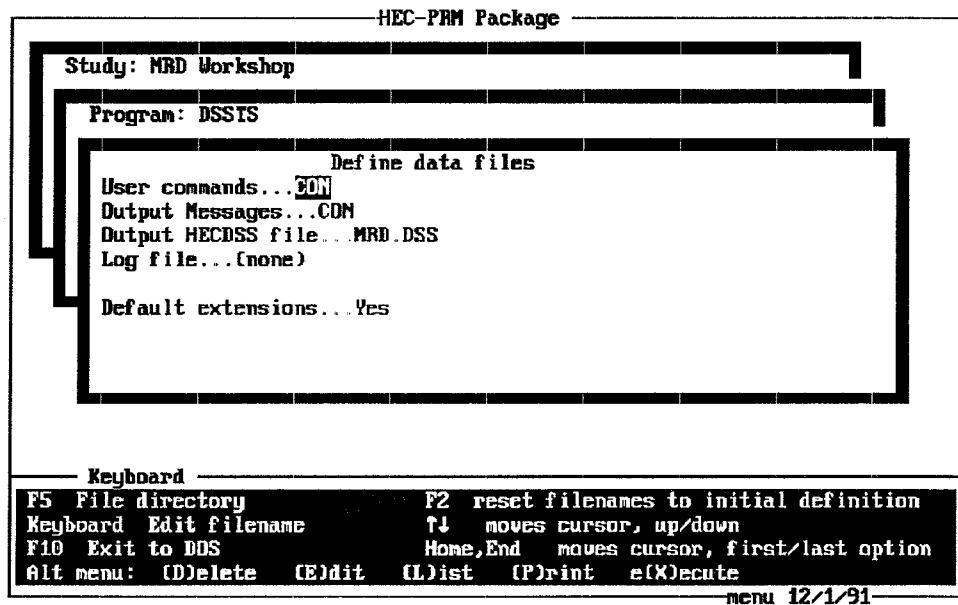 HEC-PRM Package
Study: MRD Workshop
Program: DSSTS
Define data files
User commands...CON
Output Messages...CON
Output HECDSS file...MRD.DSS
Log file...(none)
Default extensions...Yes
Keyboard
F5 File directory F2 reset filenames to initial definition
Keyboard Edit filename ↑↓ moves cursor, up/down
F10 Exit to DOS Home,End moves cursor, first/last option
Alt menu: (D)elete (E)dit (L)ist (P)rint e(X)ecute
menu 12/1/91